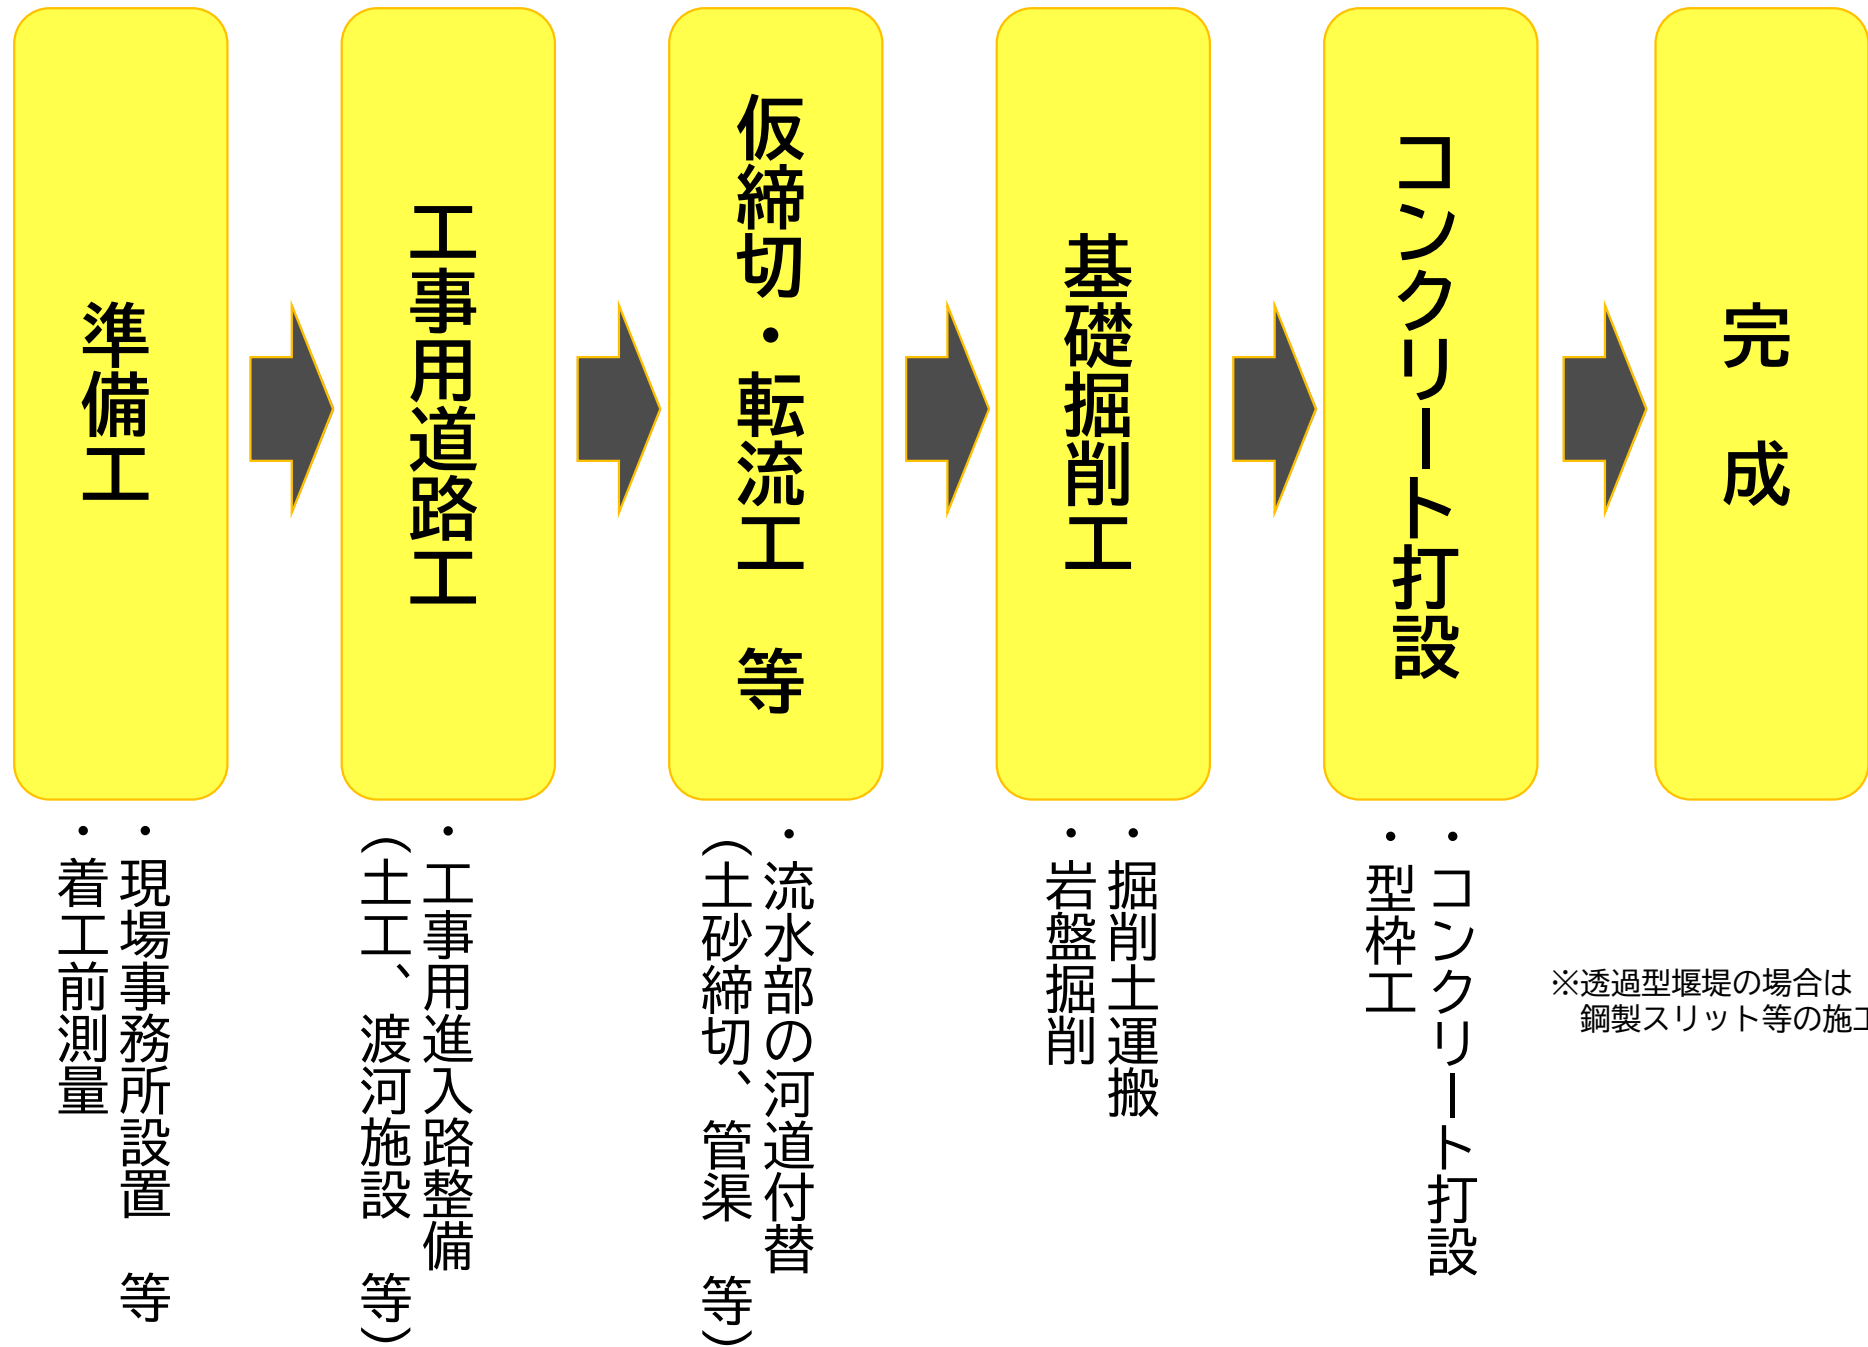 準備工
工事用道路工
仮締切・転流工　等
基礎掘削工
コンクリート打設
完　成
・現場事務所設置　等
・着工前測量
・工事用進入路整備
（土工、渡河施設　等）
・流水部の河道付替
（土砂締切、管渠　等）
・掘削土運搬
・岩盤掘削
・コンクリート打設
・型枠工
※透過型堰堤の場合は
鋼製スリット等の施工